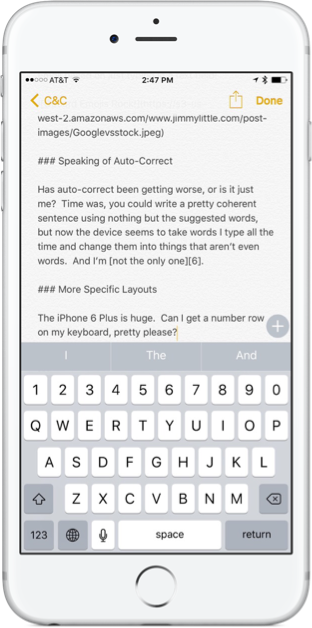 AT&T 2:47 PM
C&C Done
west-2.amazonaws.com/www.jimmylittle.com/post-
images/Googlevsstock.jpeg)
### Speaking of Auto-Correct
Has auto-correct been getting worse, or is it just
me? Time was, you could write a pretty coherent
sentence using nothing but the suggested words,
but now the device seems to take words I type all the
time and change them into things that aren't even
words. And I'm [not the only one][6].
### More Specific Layouts
The iPhone 6 Plus is huge. Can I get a number row
on my keyboard, pretty please?
I The And
1 2 3 4 5 6 7 8 9 0
Q W E R T Y U I O P
A S D F G H J K L
Z X C V B N M
123 space return